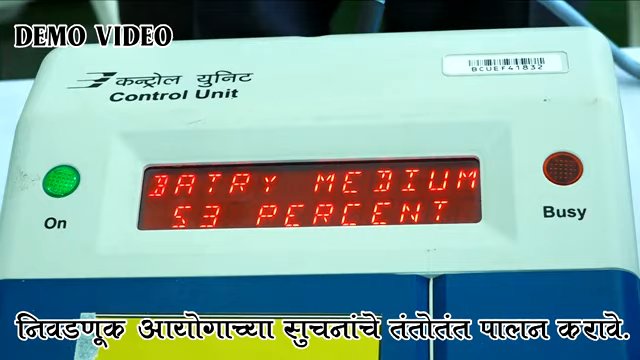 DEMO VIDEO
कन्ट्रोल युनिट
Control Unit
BCUEF41832
On
BATRY MEDIUM
53 PERCENT
Busy
निवडणूक आयोगाच्या सुचनांचे तंतोतंत पालन करावे.